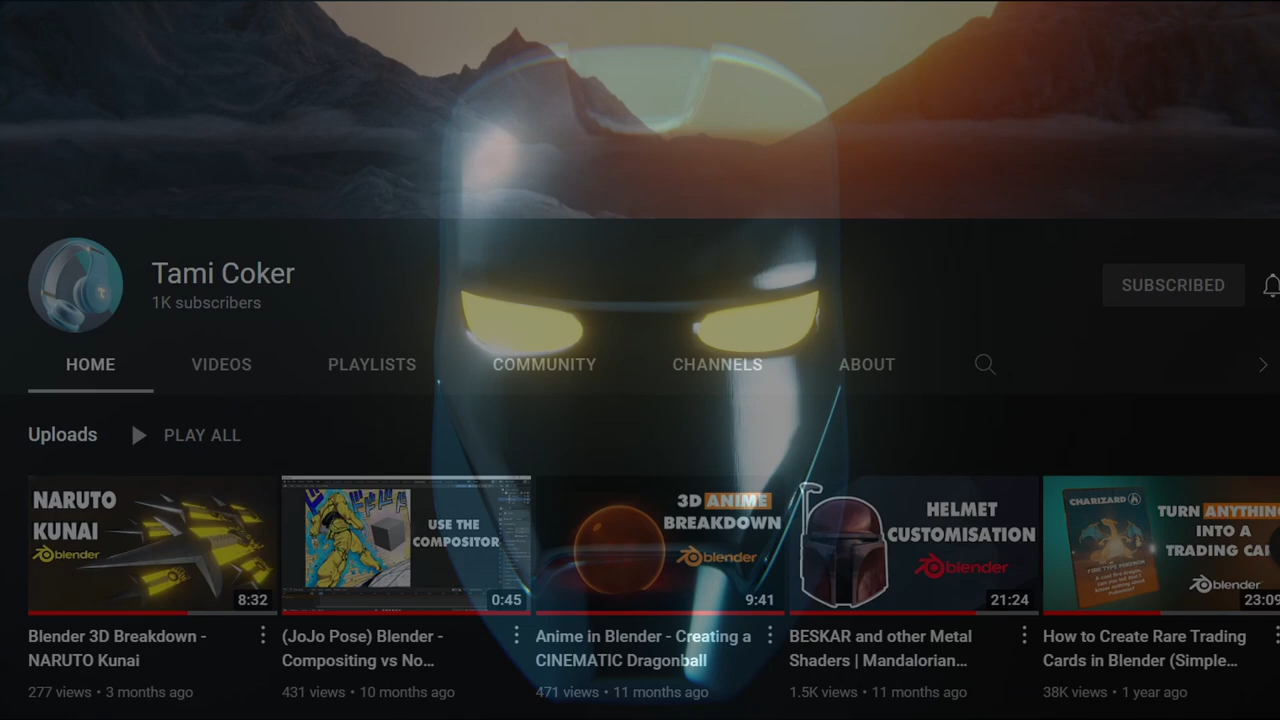 Tami Coker
1K subscribers
SUBSCRIBED
HOME VIDEOS PLAYLISTS COMMUNITY CHANNELS ABOUT
Uploads PLAY ALL
NARUTO
KUNAI
blender
8:32
USE THE
COMPOSITOR
0:45
3D ANIME
BREAKDOWN
blender
9:41
HELMET
CUSTOMISATION
blender
21:24
CHARIZARD
FIRE TYPE POKEMON
TURN ANYTHING
INTO A
TRADING CA
blender
23:09
Blender 3D Breakdown -
NARUTO Kunai
277 views • 3 months ago
(JoJo Pose) Blender -
Compositing vs No...
431 views • 10 months ago
Anime in Blender - Creating a
CINEMATIC Dragonball
471 views • 11 months ago
BESKAR and other Metal
Shaders | Mandalorian...
1.5K views • 11 months ago
How to Create Rare Trading
Cards in Blender (Simple...
38K views • 1 year ago